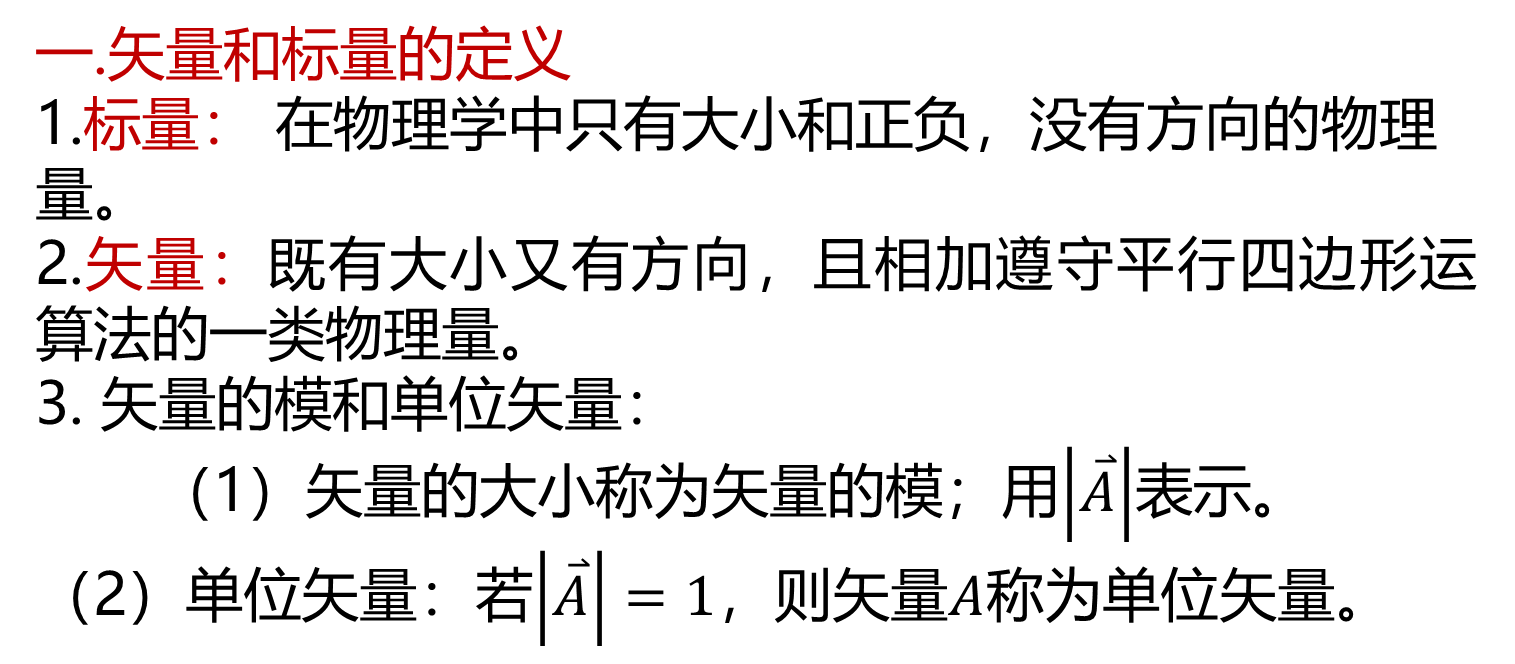 一.矢量和标量的定义
1.标量： 在物理学中只有大小和正负，没有方向的物理
量。
2.矢量：既有大小又有方向，且相加遵守平行四边形运
算法的一类物理量。
3. 矢量的模和单位矢量：
（1）矢量的大小称为矢量的模；用|A⃗|表示。
（2）单位矢量：若|A⃗| = 1，则矢量A称为单位矢量。